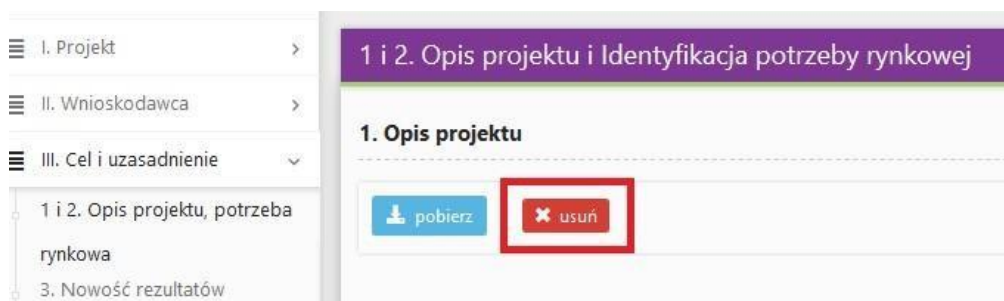 I. Projekt
II. Wnioskodawca
III. Cel i uzasadnienie
1 i 2. Opis projektu, potrzeba
rynkowa
3. Nowość rezultatów
1 i 2. Opis projektu i Identyfikacja potrzeby rynkowej
1. Opis projektu
pobierz
usuń